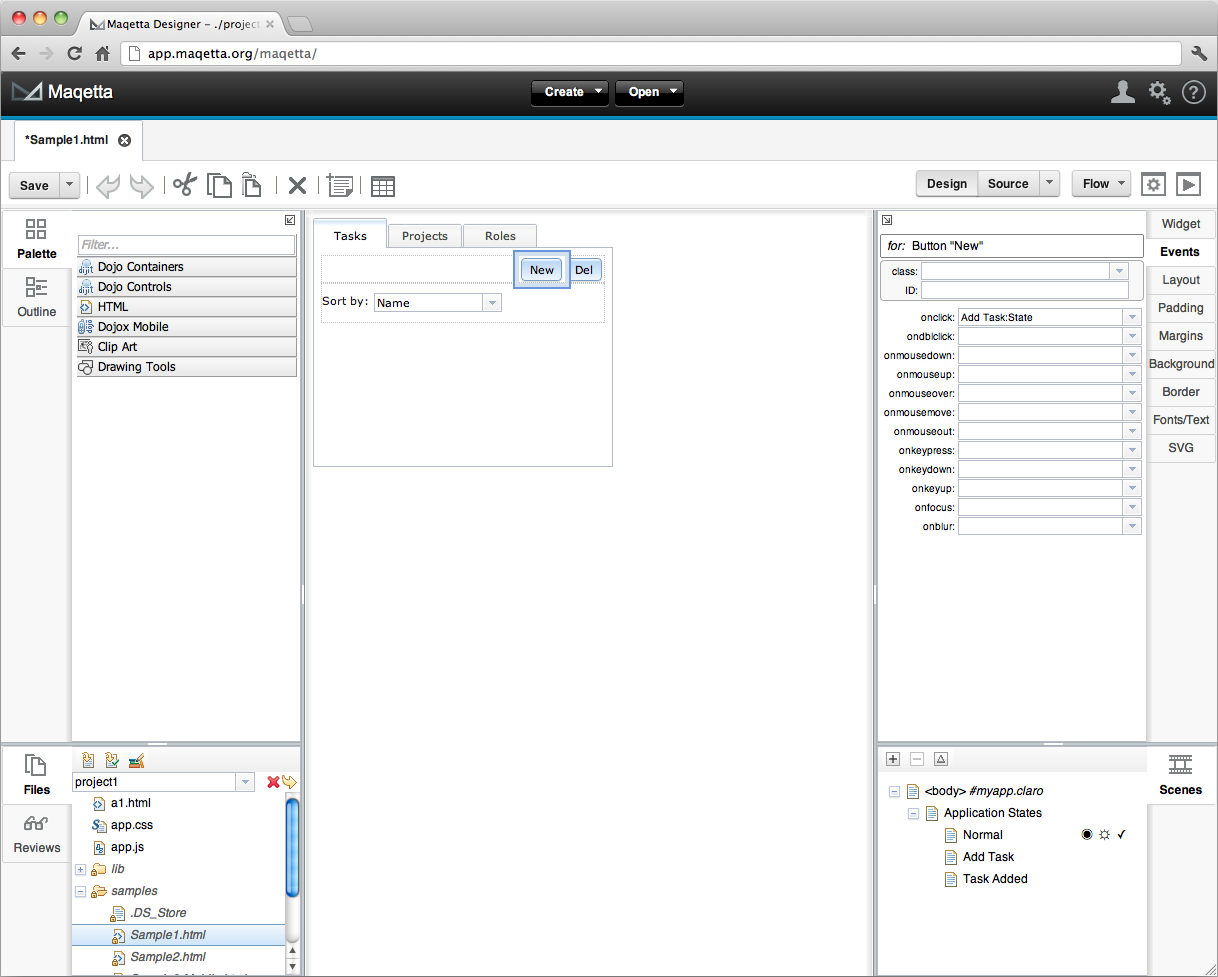 Maqetta Designer – ./project
app.maqetta.org/maqetta/
Maqetta
Create
Open
*Sample1.html
Save
Design
Source
Flow
Palette
Outline
Filter...
Dojo Containers
Dojo Controls
HTML
Dojox Mobile
Clip Art
Drawing Tools
Tasks
Projects
Roles
New
Del
Sort by:
Name
for: Button "New"
class:
ID:
onclick: Add Task:State
ondblclick:
onmousedown:
onmouseup:
onmouseover:
onmousemove:
onmouseout:
onkeypress:
onkeydown:
onkeyup:
onfocus:
onblur:
Widget
Events
Layout
Padding
Margins
Background
Border
Fonts/Text
SVG
Files
Reviews
project1
a1.html
app.css
app.js
lib
samples
.DS_Store
Sample1.html
Sample2.html
<body> #myapp.claro
Application States
Normal
Add Task
Task Added
Scenes